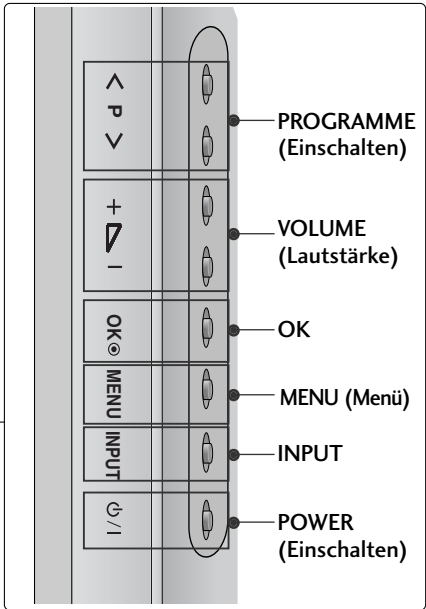 < P >
PROGRAMME
(Einschalten)
+ -
VOLUME
(Lautstärke)
OK
OK
MENU
MENU (Menü)
INPUT
INPUT
⏻/I
POWER
(Einschalten)